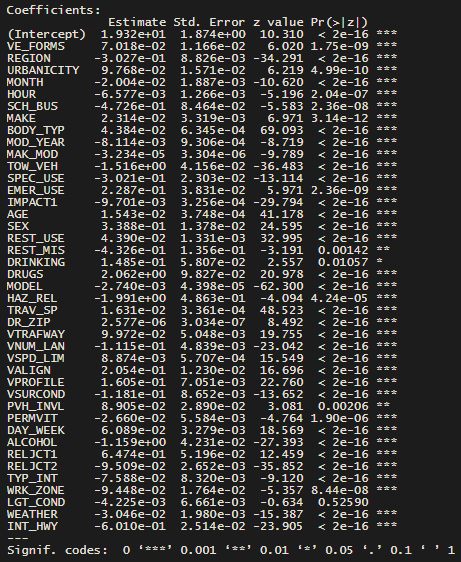 Coefficients:
Estimate Std. Error z value Pr(>|z|)
(Intercept) 1.932e+01 1.874e+00 10.310 < 2e-16 ***
VE_FORMS 7.018e-02 1.166e-02 6.020 1.75e-09 ***
REGION -3.027e-01 8.826e-03 -34.291 < 2e-16 ***
URBANICITY 9.768e-02 1.571e-02 6.219 4.99e-10 ***
MONTH -2.004e-02 1.887e-03 -10.620 < 2e-16 ***
HOUR -6.577e-03 1.266e-03 -5.196 2.04e-07 ***
SCH_BUS -4.726e-01 8.464e-02 -5.583 2.36e-08 ***
MAKE 2.314e-02 3.319e-03 6.971 3.14e-12 ***
BODY_TYP 4.384e-02 6.345e-04 69.093 < 2e-16 ***
MOD_YEAR -8.114e-03 9.306e-04 -8.719 < 2e-16 ***
MAK_MOD -3.234e-05 3.304e-06 -9.789 < 2e-16 ***
TOW_VEH -1.516e+00 4.156e-02 -36.483 < 2e-16 ***
SPEC_USE -3.021e-01 2.303e-02 -13.114 < 2e-16 ***
EMER_USE 2.287e-01 3.831e-02 5.971 2.36e-09 ***
IMPACT1 -9.701e-03 3.256e-04 -29.794 < 2e-16 ***
AGE 1.543e-02 3.748e-04 41.178 < 2e-16 ***
SEX 3.388e-01 1.378e-02 24.595 < 2e-16 ***
REST_USE 4.390e-02 1.331e-03 32.995 < 2e-16 ***
REST_MIS -4.326e-01 1.356e-01 -3.191 0.00142 **
DRINKING 1.485e-01 5.807e-02 2.557 0.01057 *
DRUGS 2.062e+00 9.827e-02 20.978 < 2e-16 ***
MODEL -2.740e-03 4.398e-05 -62.300 < 2e-16 ***
HAZ_REL -1.991e+00 4.863e-01 -4.094 4.24e-05 ***
TRAV_SP 1.631e-02 3.361e-04 48.523 < 2e-16 ***
DR_ZIP 2.577e-06 3.034e-07 8.492 < 2e-16 ***
VTRAFWAY 9.972e-02 5.048e-03 19.755 < 2e-16 ***
VNUM_LAN -1.115e-01 4.839e-03 -23.042 < 2e-16 ***
VSPD_LIM 8.874e-03 5.707e-04 15.549 < 2e-16 ***
VALIGN 2.054e-01 1.230e-02 16.696 < 2e-16 ***
VPROFILE 1.605e-01 7.051e-03 22.760 < 2e-16 ***
VSURCOND -1.181e-01 8.652e-03 -13.652 < 2e-16 ***
PVH_INVL 8.905e-02 2.890e-02 3.081 0.00206 **
PERMVIT -2.660e-02 5.584e-03 -4.764 1.90e-06 ***
DAY_WEEK 6.089e-02 3.279e-03 18.569 < 2e-16 ***
ALCOHOL -1.159e+00 4.231e-02 -27.393 < 2e-16 ***
RELJCT1 6.474e-01 5.196e-02 12.459 < 2e-16 ***
RELJCT2 -9.509e-02 2.652e-03 -35.852 < 2e-16 ***
TYP_INT -7.588e-02 8.320e-03 -9.120 < 2e-16 ***
WRK_ZONE -9.448e-02 1.764e-02 -5.357 8.44e-08 ***
LGT_COND -4.225e-03 6.661e-03 -0.634 0.52590
WEATHER -3.046e-02 1.980e-03 -15.387 < 2e-16 ***
INT_HWY -6.010e-01 2.514e-02 -23.905 < 2e-16 ***
---
Signif. codes: 0 ‘***’ 0.001 ‘**’ 0.01 ‘*’ 0.05 ‘.’ 0.1 ‘ ’ 1